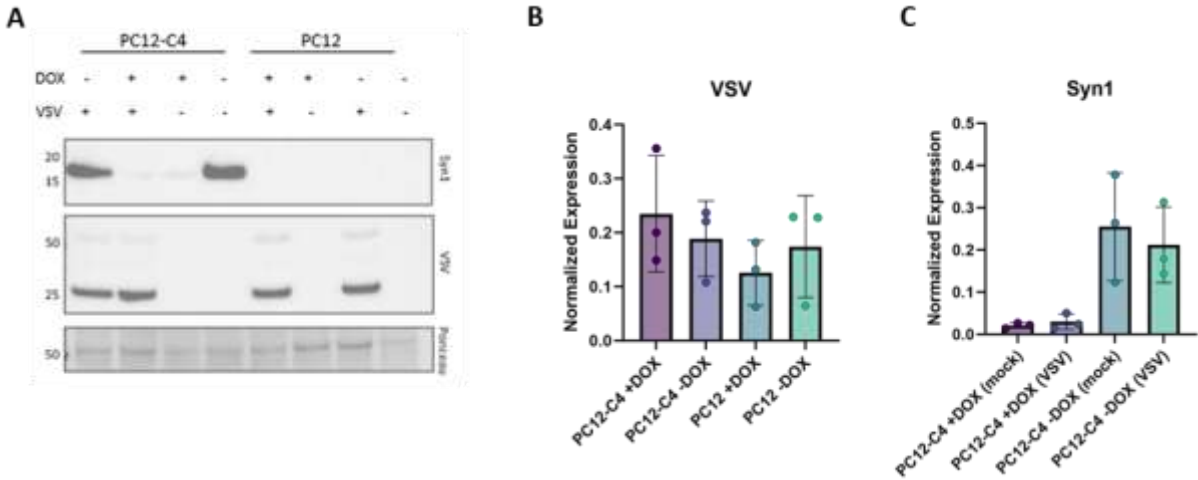 A
PC12-C4 PC12
DOX - + + - + + - -
VSV + + - - + - + -
20
15
Syn1
50
25
VSV
50
Ponceau
B
VSV
Normalized Expression
0.4
0.3
0.2
0.1
0.0
PC12-C4 +DOX
PC12-C4 -DOX
PC12 +DOX
PC12 -DOX
C
Syn1
Normalized Expression
0.5
0.4
0.3
0.2
0.1
0.0
PC12-C4 +DOX (mock)
PC12-C4 +DOX (VSV)
PC12-C4 -DOX (mock)
PC12-C4 -DOX (VSV)